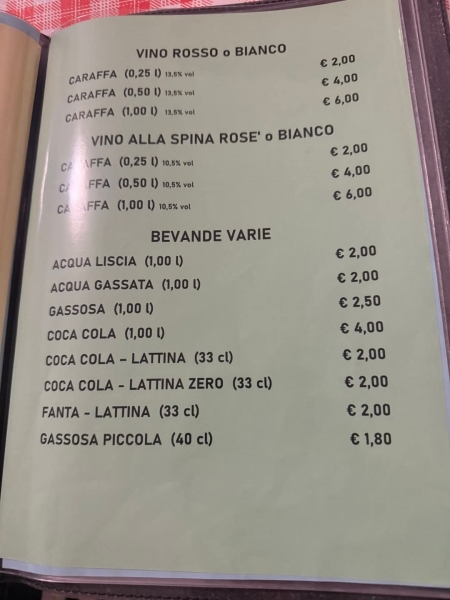 VINO ROSSO o BIANCO
CARAFFA (0,25 l) 13,5% vol € 2,00
CARAFFA (0,50 l) 13,5% vol € 4,00
CARAFFA (1,00 l) 13,5% vol € 6,00
VINO ALLA SPINA ROSE' o BIANCO
CARAFFA (0,25 l) 10,5% vol € 2,00
CARAFFA (0,50 l) 10,5% vol € 4,00
CARAFFA (1,00 l) 10,5% vol € 6,00
BEVANDE VARIE
ACQUA LISCIA (1,00 l) € 2,00
ACQUA GASSATA (1,00 l) € 2,00
GASSOSA (1,00 l) € 2,50
COCA COLA (1,00 l) € 4,00
COCA COLA – LATTINA (33 cl) € 2,00
COCA COLA - LATTINA ZERO (33 cl) € 2,00
FANTA - LATTINA (33 cl) € 2,00
GASSOSA PICCOLA (40 cl) € 1,80